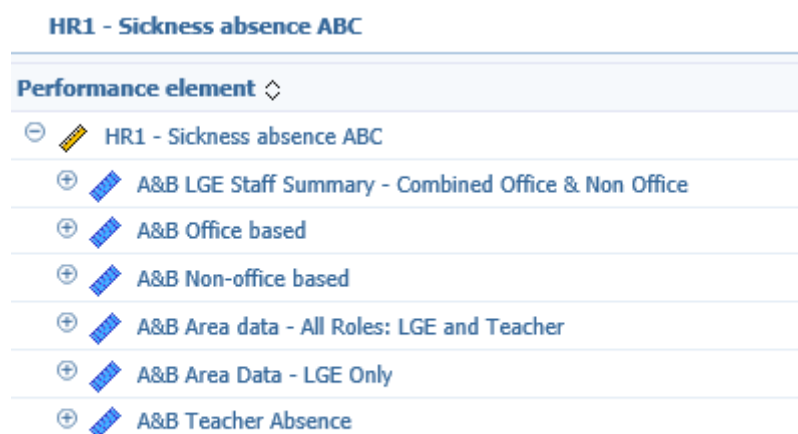 HR1 - Sickness absence ABC
Performance element
HR1 - Sickness absence ABC
A&B LGE Staff Summary - Combined Office & Non Office
A&B Office based
A&B Non-office based
A&B Area data - All Roles: LGE and Teacher
A&B Area Data - LGE Only
A&B Teacher Absence